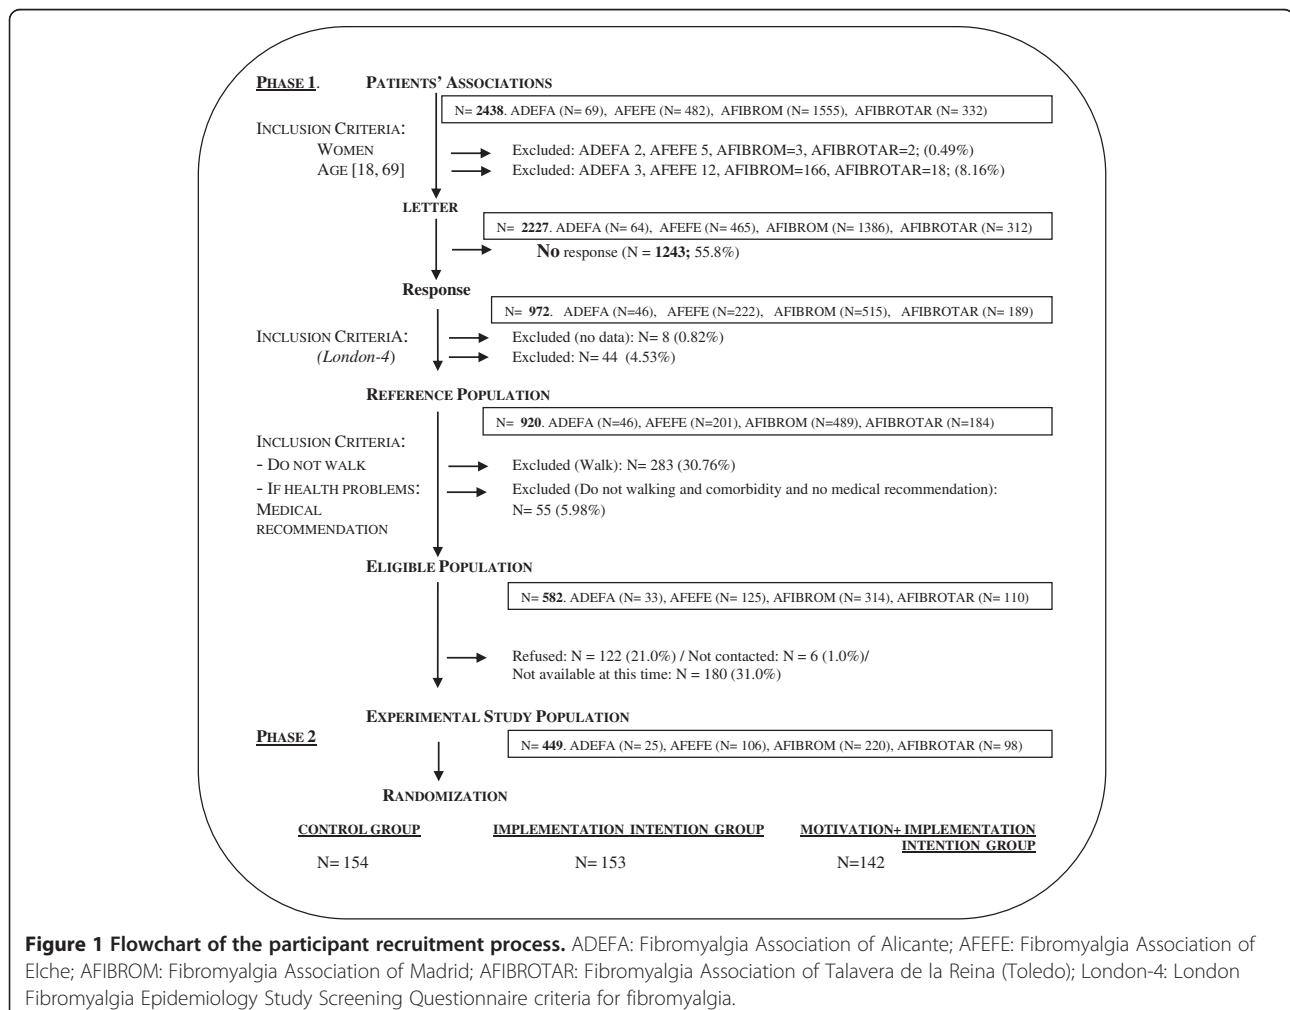 PHASE 1. PATIENTS' ASSOCIATIONS
N= 2438. ADEFA (N= 69), AFEFE (N= 482), AFIBROM (N= 1555), AFIBROTAR (N= 332)
INCLUSION CRITERIA:
WOMEN
Excluded: ADEFA 2, AFEFE 5, AFIBROM=3, AFIBROTAR=2; (0.49%)
AGE [18, 69]
Excluded: ADEFA 3, AFEFE 12, AFIBROM=166, AFIBROTAR=18; (8.16%)
LETTER
N= 2227. ADEFA (N= 64), AFEFE (N= 465), AFIBROM (N= 1386), AFIBROTAR (N= 312)
No response (N = 1243; 55.8%)
Response
N= 972. ADEFA (N=46), AFEFE (N=222), AFIBROM (N=515), AFIBROTAR (N= 189)
INCLUSION CRITERIA:
Excluded (no data): N= 8 (0.82%)
(London-4)
Excluded: N= 44 (4.53%)
REFERENCE POPULATION
N= 920. ADEFA (N=46), AFEFE (N=201), AFIBROM (N=489), AFIBROTAR (N=184)
INCLUSION CRITERIA:
- DO NOT WALK
Excluded (Walk): N= 283 (30.76%)
- IF HEALTH PROBLEMS:
MEDICAL
RECOMMENDATION
Excluded (Do not walking and comorbidity and no medical recommendation):
N= 55 (5.98%)
ELIGIBLE POPULATION
N= 582. ADEFA (N= 33), AFEFE (N= 125), AFIBROM (N= 314), AFIBROTAR (N= 110)
Refused: N = 122 (21.0%) / Not contacted: N = 6 (1.0%)/
Not available at this time: N = 180 (31.0%)
EXPERIMENTAL STUDY POPULATION
PHASE 2
N= 449. ADEFA (N= 25), AFEFE (N= 106), AFIBROM (N= 220), AFIBROTAR (N= 98)
RANDOMIZATION
CONTROL GROUP
N= 154
IMPLEMENTATION INTENTION GROUP
N= 153
MOTIVATION+ IMPLEMENTATION
INTENTION GROUP
N=142
Figure 1 Flowchart of the participant recruitment process. ADEFA: Fibromyalgia Association of Alicante; AFEFE: Fibromyalgia Association of
Elche; AFIBROM: Fibromyalgia Association of Madrid; AFIBROTAR: Fibromyalgia Association of Talavera de la Reina (Toledo); London-4: London
Fibromyalgia Epidemiology Study Screening Questionnaire criteria for fibromyalgia.